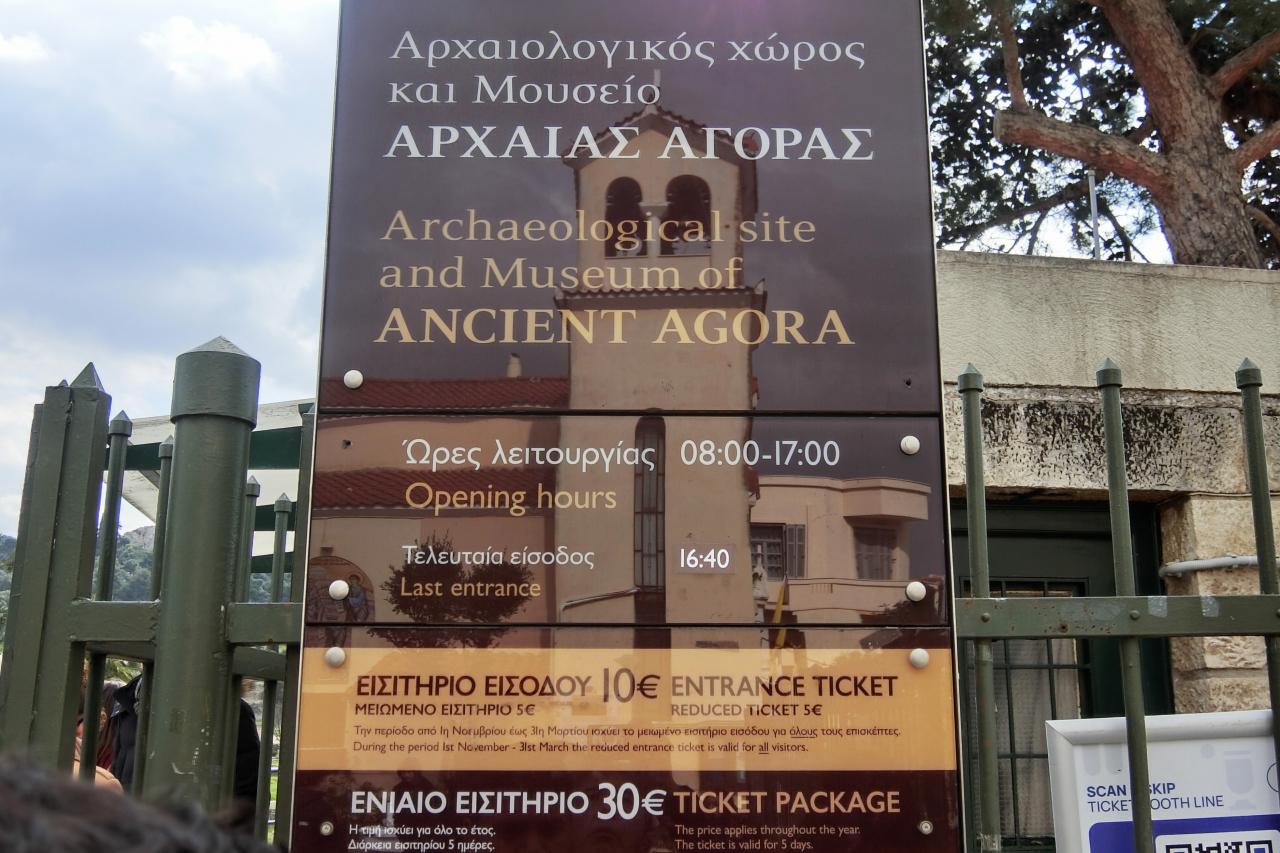 Αρχαιολογικός χώρος
και Μουσείο
ΑΡΧΑΙΑΣ ΑΓΟΡΑΣ
Archaeological site
and Museum of
ANCIENT AGORA
Ώρες λειτουργίας 08:00-17:00
Opening hours
Τελευταία είσοδος 16:40
Last entrance
ΕΙΣΙΤΗΡΙΟ ΕΙΣΟΔΟΥ 10€ ENTRANCE TICKET
ΜΕΙΩΜΕΝΟ ΕΙΣΙΤΗΡΙΟ 5€ REDUCED TICKET 5€
Την περίοδο από 1η Νοεμβρίου έως 31η Μαρτίου ισχύει το μειωμένο εισιτήριο εισόδου για όλους τους επισκέπτες.
During the period 1st November - 31st March the reduced entrance ticket is valid for all visitors.
ΕΝΙΑΙΟ ΕΙΣΙΤΗΡΙΟ 30€ TICKET PACKAGE
Η τιμή ισχύει για όλο το έτος. The price applies throughout the year.
Διάρκεια εισιτηρίου 5 ημέρες. The ticket is valid for 5 days.
SCAN SKIP
TICKET LINE